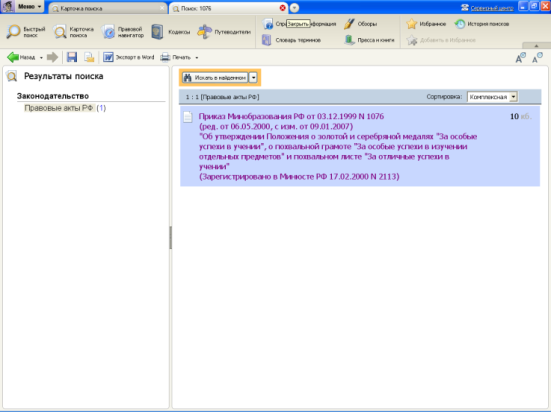 Меню
Карточка поиска
Поиск: 1076
Сервисный центр
Быстрый поиск
Карточка поиска
Правовой навигатор
Кодексы
Путеводители
Закрыть
Словарь терминов
Обзоры
Пресса и книги
Избранное
Добавить в Избранное
История поисков
Назад
Экспорт в Word
Печать
Результаты поиска
Законодательство
Правовые акты РФ (1)
Искать в найденном
1 : 1 [Правовые акты РФ]
Сортировка: Комплексная
Приказ Минобразования РФ от 03.12.1999 N 1076 10 кб.
(ред. от 06.05.2000, с изм. от 09.01.2007)
"Об утверждении Положения о золотой и серебряной медалях "За особые
успехи в учении", о похвальной грамоте "За особые успехи в изучении
отдельных предметов" и похвальном листе "За отличные успехи в
учении"
(Зарегистрировано в Минюсте РФ 17.02.2000 N 2113)